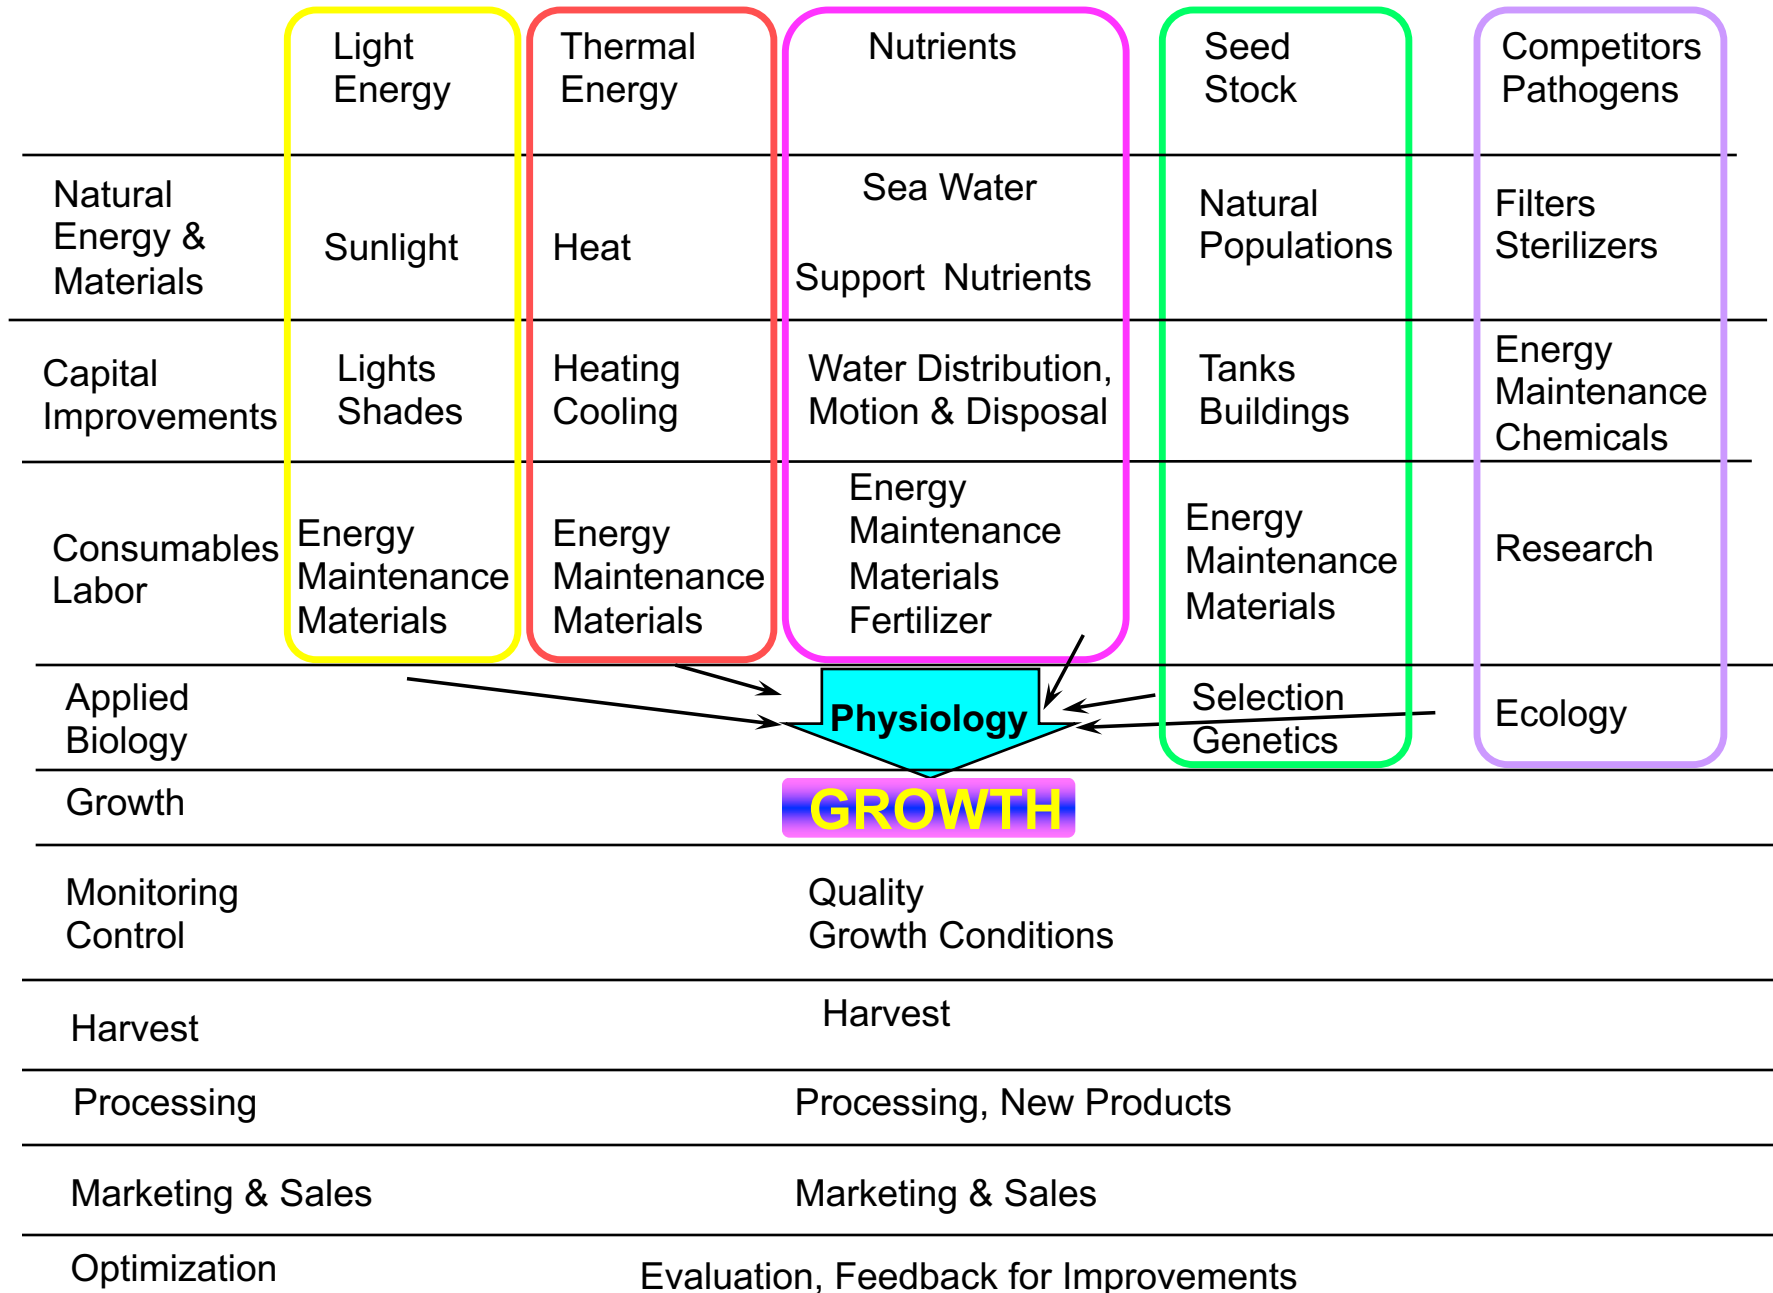 Light
Energy
Thermal
Energy
Nutrients
Seed
Stock
Competitors
Pathogens
Natural
Energy &
Materials
Sunlight
Heat
Sea Water
Support Nutrients
Natural
Populations
Filters
Sterilizers
Capital
Improvements
Lights
Shades
Heating
Cooling
Water Distribution,
Motion & Disposal
Tanks
Buildings
Energy
Maintenance
Chemicals
Consumables
Labor
Energy
Maintenance
Materials
Energy
Maintenance
Materials
Energy
Maintenance
Materials
Fertilizer
Energy
Maintenance
Materials
Research
Applied
Biology
Physiology
Selection
Genetics
Ecology
Growth
GROWTH
Monitoring
Control
Quality
Growth Conditions
Harvest
Harvest
Processing
Processing, New Products
Marketing & Sales
Marketing & Sales
Optimization
Evaluation, Feedback for Improvements